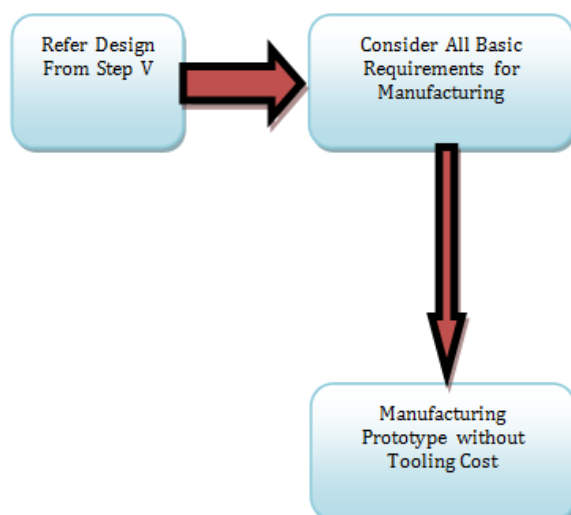 Refer Design
From Step V
Consider All Basic
Requirements for
Manufacturing
Manufacturing
Prototype without
Tooling Cost